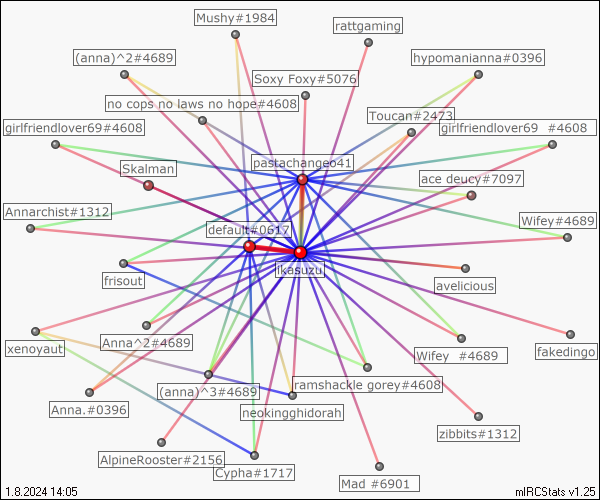 Mushy#1984
rattgaming
(anna)^2#4689
hypomanianna#0396
Soxy Foxy#5076
no cops no laws no hope#4608
Toucan#2473
girlfriendlover69#4608
girlfriendlover69 #4608
pastachangeo41
Skalman
ace deucy#7097
Annarchist#1312
Wifey#4689
default#0617
ikasuzu
frisout
avelicious
Anna^2#4689
xenoyaut
Wifey #4689
fakedingo
(anna)^3#4689
ramshackle gorey#4608
Anna.#0396
neokingghidorah
zibbits#1312
AlpineRooster#2156
Cypha#1717
Mad #6901
1.8.2024 14:05
mIRCStats v1.25